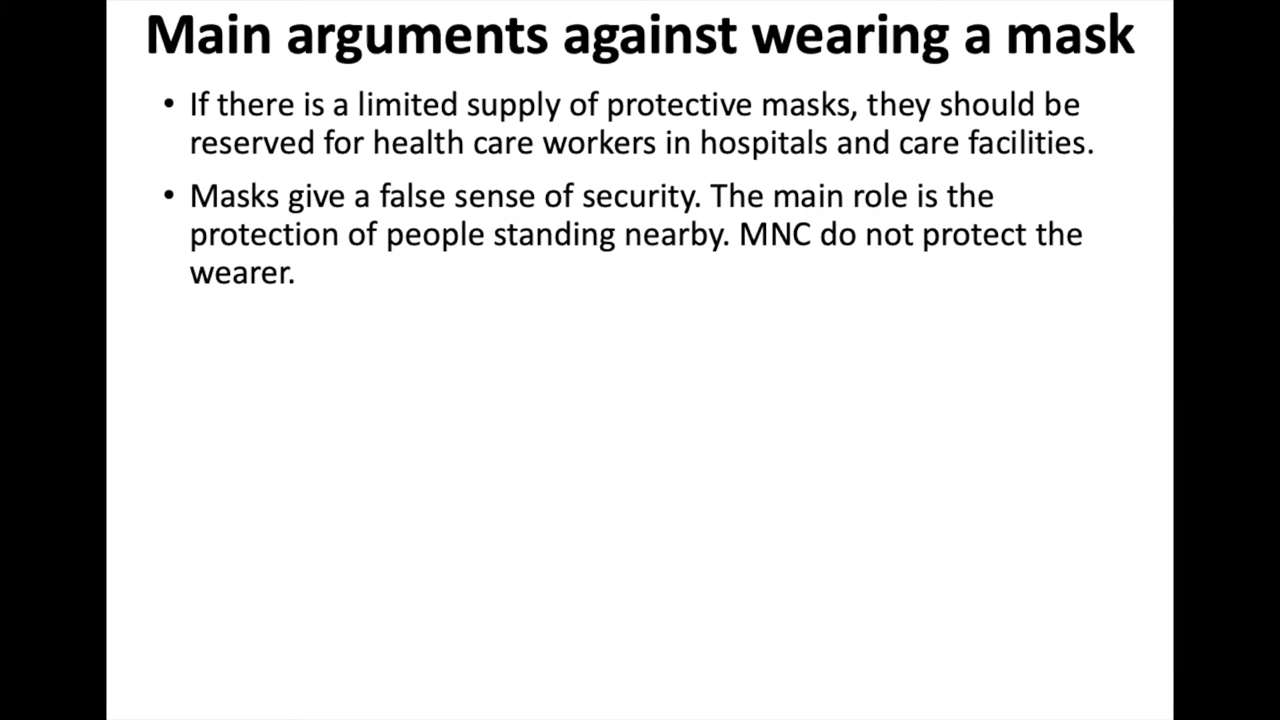 Main arguments against wearing a mask
• If there is a limited supply of protective masks, they should be
reserved for health care workers in hospitals and care facilities.
• Masks give a false sense of security. The main role is the
protection of people standing nearby. MNC do not protect the
wearer.